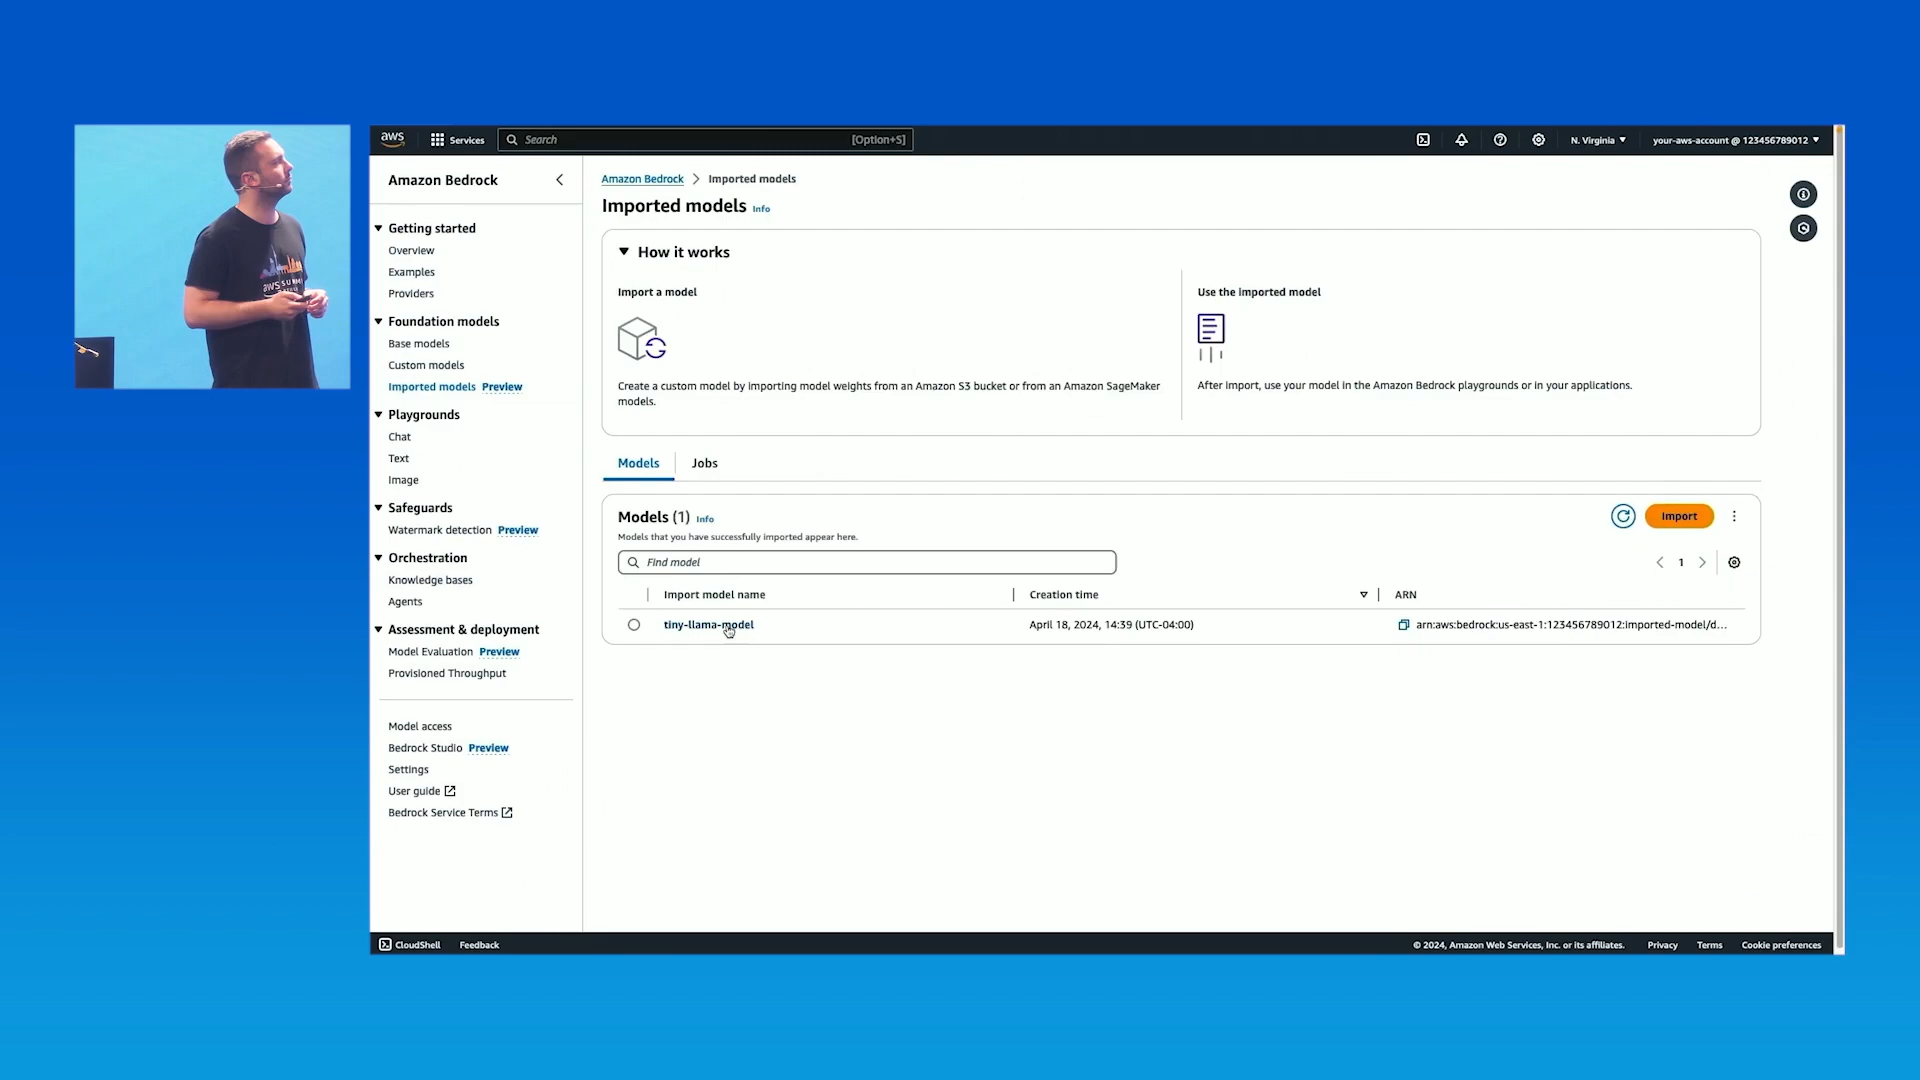 aws
Services
Search
[Option+S]
N. Virginia
your-aws-account @ 123456789012
Amazon Bedrock
Getting started
Overview
Examples
Providers
Foundation models
Base models
Custom models
Imported models Preview
Playgrounds
Chat
Text
Image
Safeguards
Watermark detection Preview
Orchestration
Knowledge bases
Agents
Assessment & deployment
Model Evaluation Preview
Provisioned Throughput
Model access
Bedrock Studio Preview
Settings
User guide
Bedrock Service Terms
Amazon Bedrock > Imported models
Imported models Info
How it works
Import a model
Create a custom model by importing model weights from an Amazon S3 bucket or from an Amazon SageMaker
models.
Use the imported model
After import, use your model in the Amazon Bedrock playgrounds or in your applications.
Models
Jobs
Models (1) Info
Models that you have successfully imported appear here.
Import
Find model
1
Import model name
Creation time
ARN
tiny-llama-model
April 18, 2024, 14:39 (UTC-04:00)
arn:aws:bedrock:us-east-1:123456789012:imported-model/d...
CloudShell
Feedback
© 2024, Amazon Web Services, Inc. or its affiliates.
Privacy
Terms
Cookie preferences
aws SUMMIT